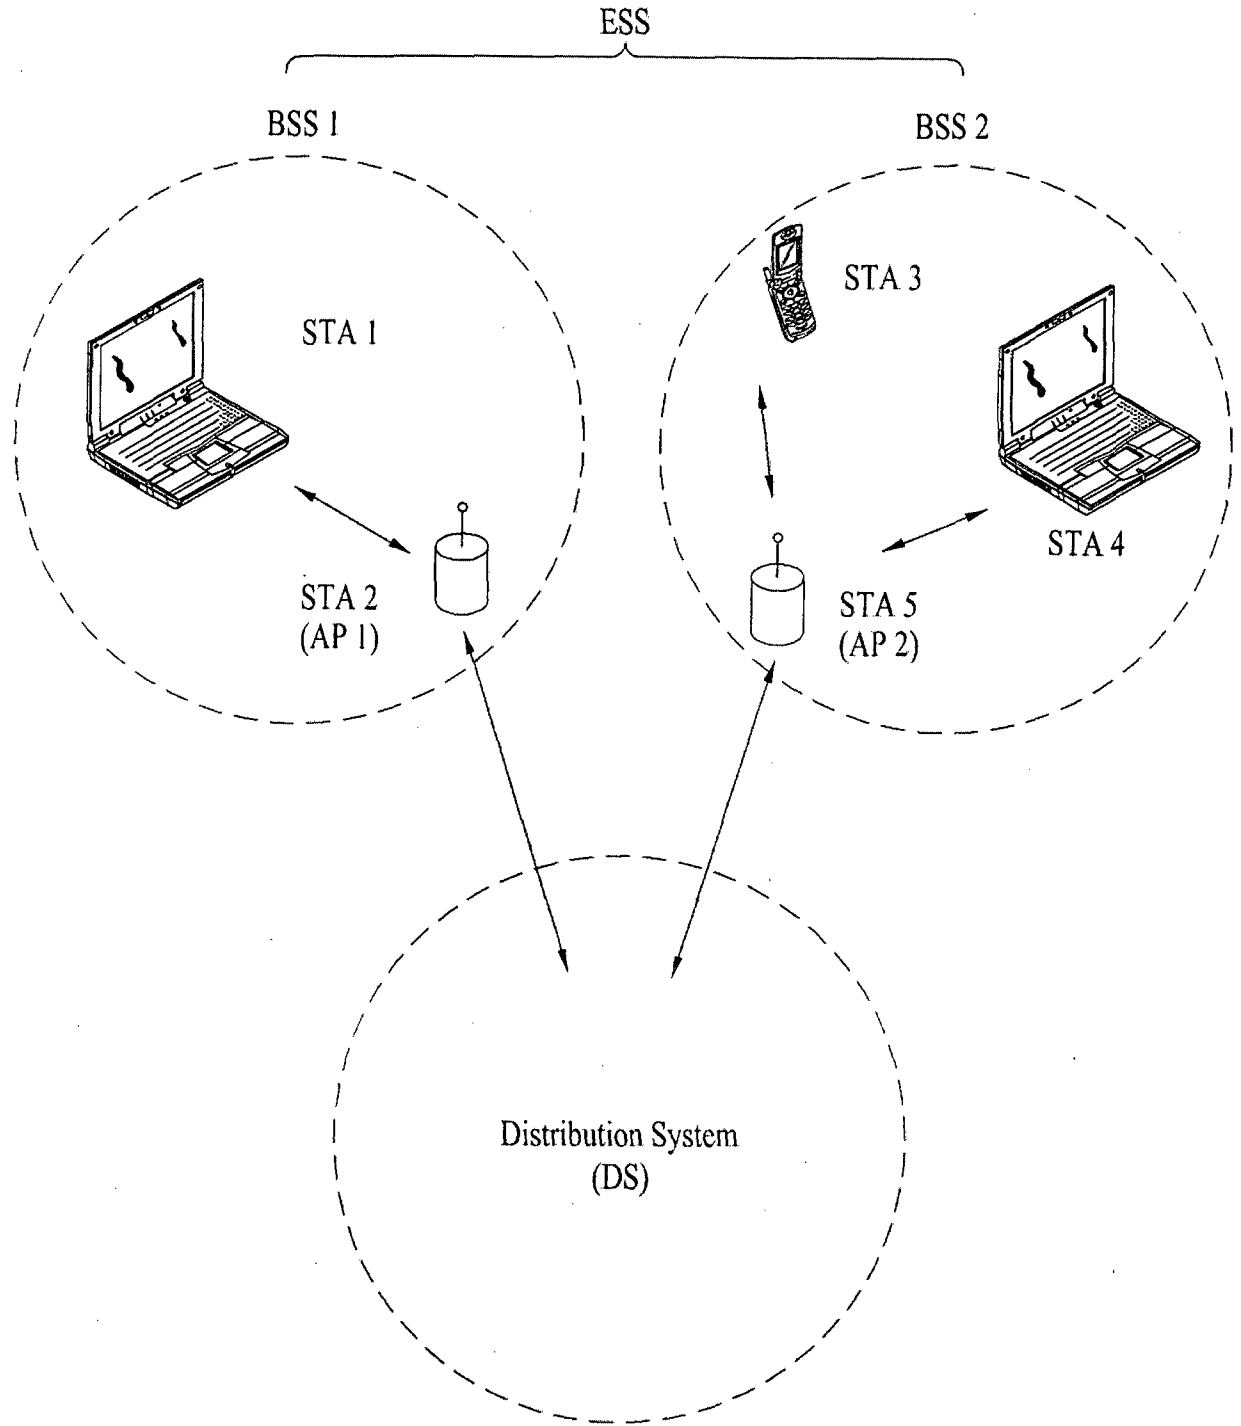 ESS
BSS 1
BSS 2
STA 3
STA 1
STA 4
STA 2
(AP 1)
STA 5
(AP 2)
Distribution System
(DS)